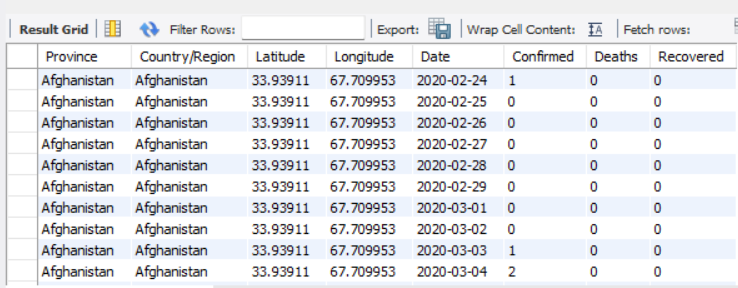 Result Grid Filter Rows: Export: Wrap Cell Content: IA Fetch rows:
Province Country/Region Latitude Longitude Date Confirmed Deaths Recovered
Afghanistan Afghanistan 33.93911 67.709953 2020-02-24 1 0 0
Afghanistan Afghanistan 33.93911 67.709953 2020-02-25 0 0 0
Afghanistan Afghanistan 33.93911 67.709953 2020-02-26 0 0 0
Afghanistan Afghanistan 33.93911 67.709953 2020-02-27 0 0 0
Afghanistan Afghanistan 33.93911 67.709953 2020-02-28 0 0 0
Afghanistan Afghanistan 33.93911 67.709953 2020-02-29 0 0 0
Afghanistan Afghanistan 33.93911 67.709953 2020-03-01 0 0 0
Afghanistan Afghanistan 33.93911 67.709953 2020-03-02 0 0 0
Afghanistan Afghanistan 33.93911 67.709953 2020-03-03 1 0 0
Afghanistan Afghanistan 33.93911 67.709953 2020-03-04 2 0 0